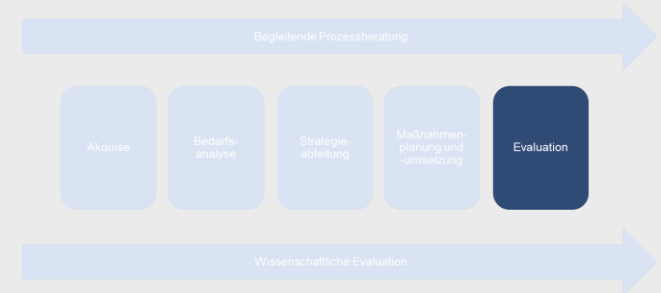 Begleitende Prozessberatung
Akquise
Bedarfs-
analyse
Strategie-
ableitung
Maßnahmen-
planung und
-umsetzung
Evaluation
Wissenschaftliche Evaluation